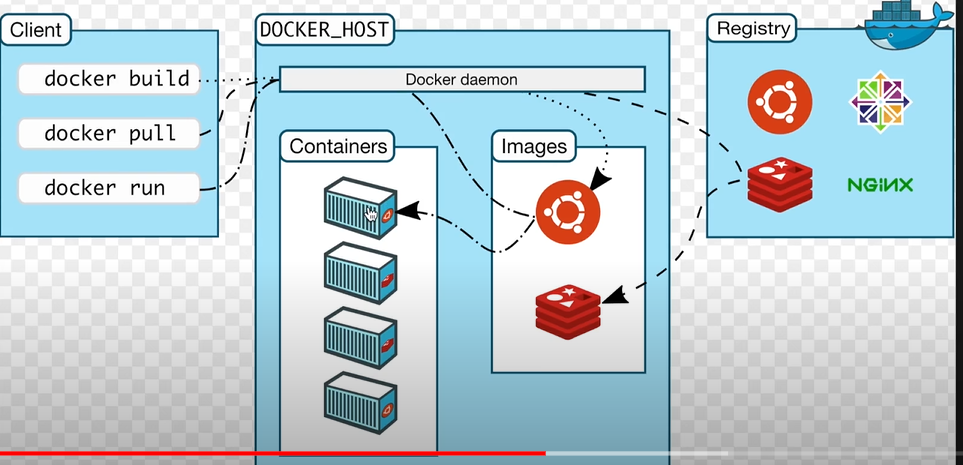 Client
docker build
docker pull
docker run
DOCKER_HOST
Docker daemon
Containers
Images
Registry
NGiNX